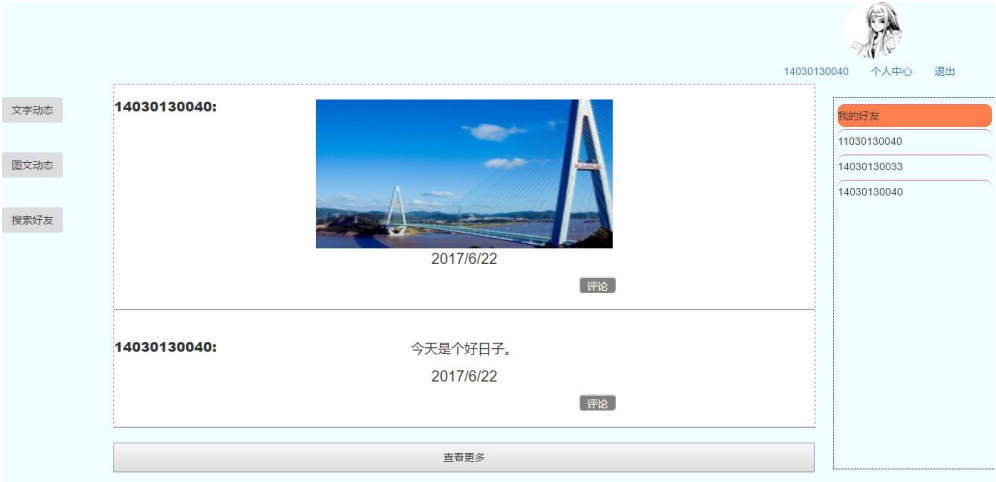 14030130040 个人中心 退出
文字动态
图文动态
搜索好友
14030130040:
2017/6/22
评论
14030130040:
今天是个好日子。
2017/6/22
评论
查看更多
我的好友
11030130040
14030130033
14030130040